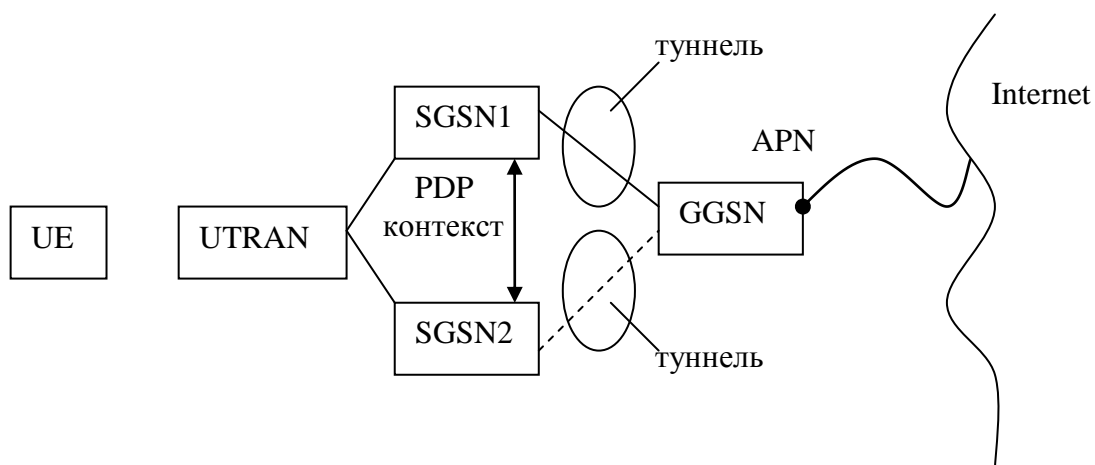 туннель
Internet
SGSN1
APN
PDP
контекст
UE
UTRAN
GGSN
SGSN2
туннель